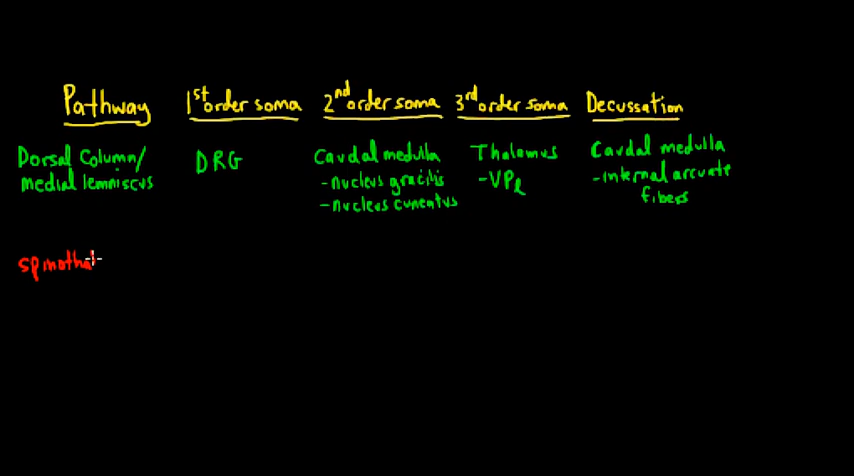 Pathway 1st order soma 2nd order soma 3rd order soma Decussation
Dorsal Column/ DRG Caudal medulla Thalamus Caudal medulla
medial lemniscus -nucleus gracilis -VPL -internal arcuate
-nucleus cuneatus fibers
spinotha